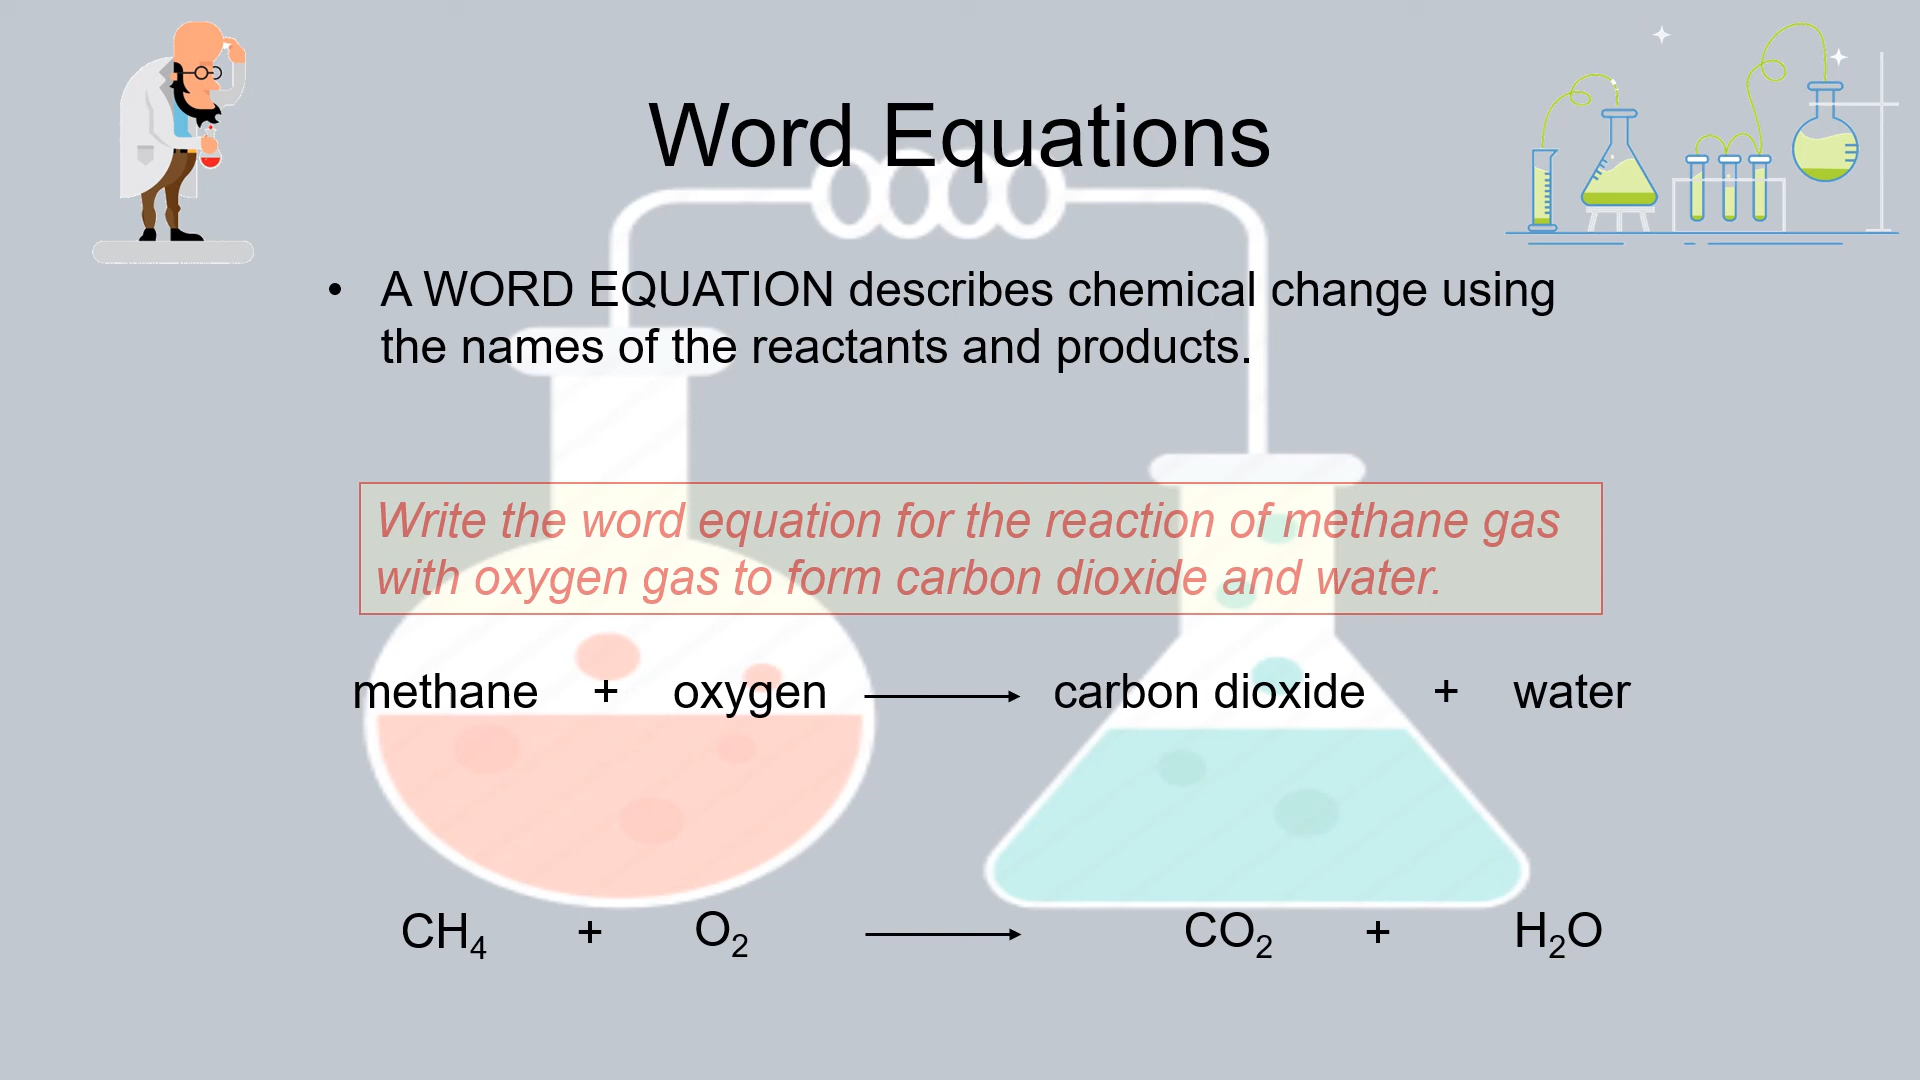 Word Equations
• A WORD EQUATION describes chemical change using
the names of the reactants and products.
Write the word equation for the reaction of methane gas
with oxygen gas to form carbon dioxide and water.
methane + oxygen ⟶ carbon dioxide + water
CH₄ + O₂ ⟶ CO₂ + H₂O